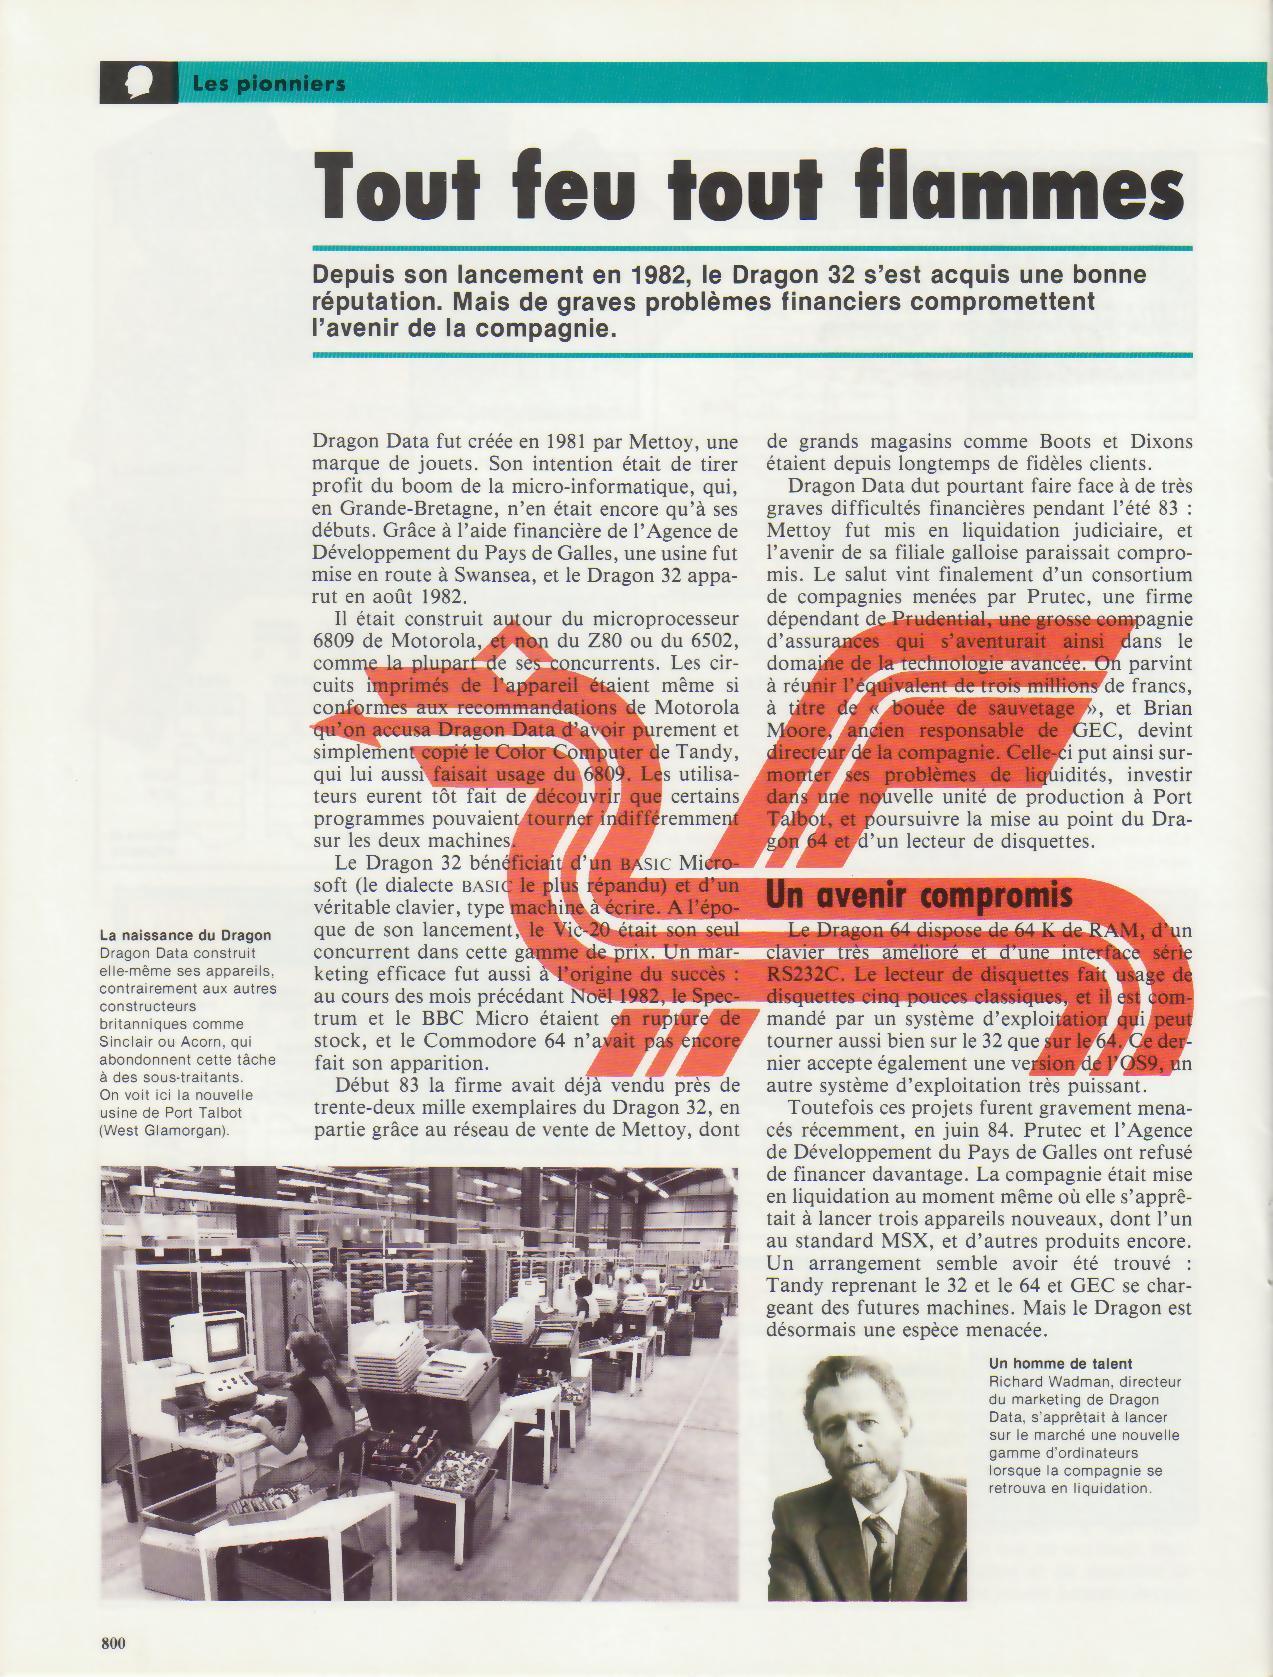 Les pionniers
Tout feu tout flammes
Depuis son lancement en 1982, le Dragon 32 s'est acquis une bonne
réputation. Mais de graves problèmes financiers compromettent
l'avenir de la compagnie.
Dragon Data fut créée en 1981 par Mettoy, une
marque de jouets. Son intention était de tirer
profit du boom de la micro-informatique, qui,
en Grande-Bretagne, n'en était encore qu'à ses
débuts. Grâce à l'aide financière de l'Agence de
Développement du Pays de Galles, une usine fut
mise en route à Swansea, et le Dragon 32 appa-
rut en août 1982.
Il était construit autour du microprocesseur
6809 de Motorola, et non du Z80 ou du 6502,
comme la plupart de ses concurrents. Les cir-
cuits imprimés de l'appareil étaient même si
conformes aux recommandations de Motorola
qu'on accusa Dragon Data d'avoir purement et
simplement copié le Color Computer de Tandy,
qui lui aussi faisait usage du 6809. Les utilisa-
teurs eurent tôt fait de découvrir que certains
programmes pouvaient tourner indifféremment
sur les deux machines.
Le Dragon 32 bénéficiait d'un BASIC Micro-
soft (le dialecte BASIC le plus répandu) et d'un
véritable clavier, type machine à écrire. A l'épo-
que de son lancement, le Vic-20 était son seul
concurrent dans cette gamme de prix. Un mar-
keting efficace fut aussi à l'origine du succès :
au cours des mois précédant Noël 1982, le Spec-
trum et le BBC Micro étaient en rupture de
stock, et le Commodore 64 n'avait pas encore
fait son apparition.
Début 83 la firme avait déjà vendu près de
trente-deux mille exemplaires du Dragon 32, en
partie grâce au réseau de vente de Mettoy, dont
de grands magasins comme Boots et Dixons
étaient depuis longtemps de fidèles clients.
Dragon Data dut pourtant faire face à de très
graves difficultés financières pendant l'été 83 :
Mettoy fut mis en liquidation judiciaire, et
l'avenir de sa filiale galloise paraissait compro-
mis. Le salut vint finalement d'un consortium
de compagnies menées par Prutec, une firme
dépendant de Prudential, une grosse compagnie
d'assurances qui s'aventurait ainsi dans le
domaine de la technologie avancée. On parvint
à réunir l'équivalent de trois millions de francs,
à titre de « bouée de sauvetage », et Brian
Moore, ancien responsable de GEC, devint
directeur de la compagnie. Celle-ci put ainsi sur-
monter ses problèmes de liquidités, investir
dans une nouvelle unité de production à Port
Talbot, et poursuivre la mise au point du Dra-
gon 64 et d'un lecteur de disquettes.
Un avenir compromis
Le Dragon 64 dispose de 64 K de RAM, d'un
clavier très amélioré et d'une interface série
RS232C. Le lecteur de disquettes fait usage de
disquettes cinq pouces classiques, et il est com-
mandé par un système d'exploitation qui peut
tourner aussi bien sur le 32 que sur le 64. Ce der-
nier accepte également une version de l'OS9, un
autre système d'exploitation très puissant.
Toutefois ces projets furent gravement mena-
cés récemment, en juin 84. Prutec et l'Agence
de Développement du Pays de Galles ont refusé
de financer davantage. La compagnie était mise
en liquidation au moment même où elle s'apprê-
tait à lancer trois appareils nouveaux, dont l'un
au standard MSX, et d'autres produits encore.
Un arrangement semble avoir été trouvé :
Tandy reprenant le 32 et le 64 et GEC se char-
geant des futures machines. Mais le Dragon est
désormais une espèce menacée.
La naissance du Dragon
Dragon Data construit
elle-même ses appareils,
contrairement aux autres
constructeurs
britanniques comme
Sinclair ou Acorn, qui
abondonnent cette tâche
à des sous-traitants.
On voit ici la nouvelle
usine de Port Talbot
(West Glamorgan).
Un homme de talent
Richard Wadman, directeur
du marketing de Dragon
Data, s'apprêtait à lancer
sur le marché une nouvelle
gamme d'ordinateurs
lorsque la compagnie se
retrouva en liquidation.
800